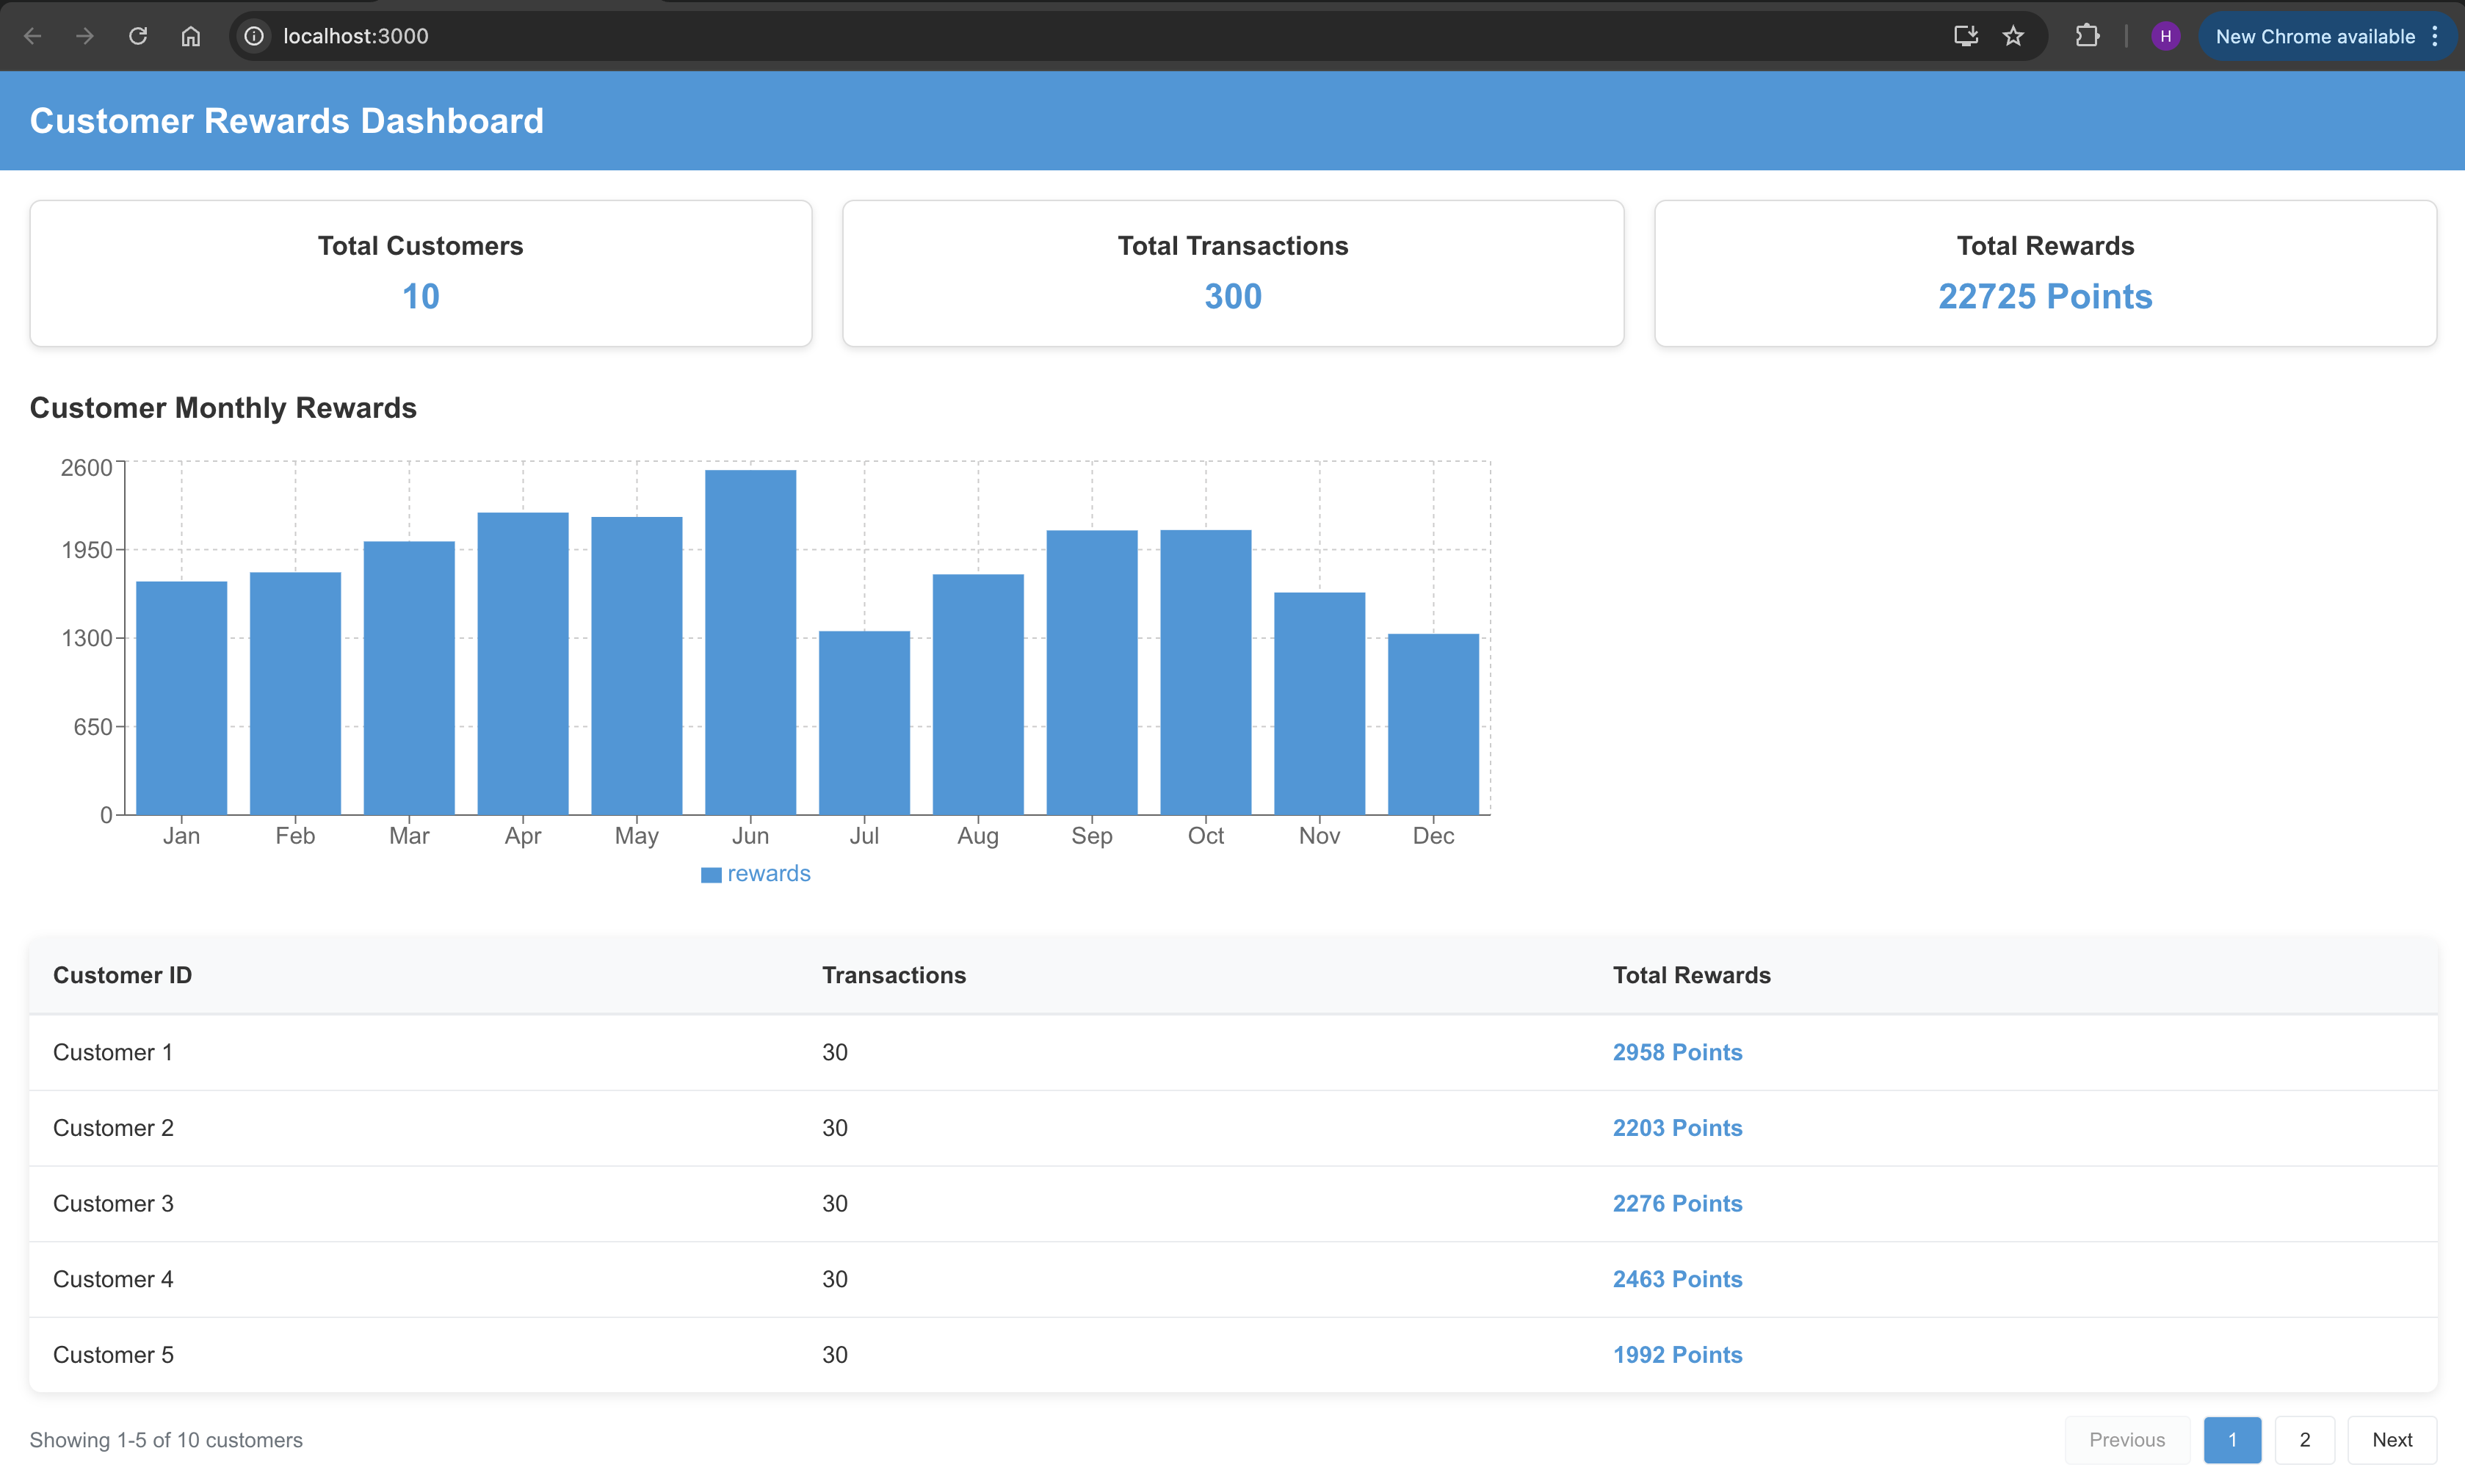 localhost:3000
H
New Chrome available
Customer Rewards Dashboard
Total Customers
10
Total Transactions
300
Total Rewards
22725 Points
Customer Monthly Rewards
2600
1950
1300
650
0
Jan Feb Mar Apr May Jun Jul Aug Sep Oct Nov Dec
rewards
Customer ID Transactions Total Rewards
Customer 1 30 2958 Points
Customer 2 30 2203 Points
Customer 3 30 2276 Points
Customer 4 30 2463 Points
Customer 5 30 1992 Points
Showing 1-5 of 10 customers
Previous 1 2 Next